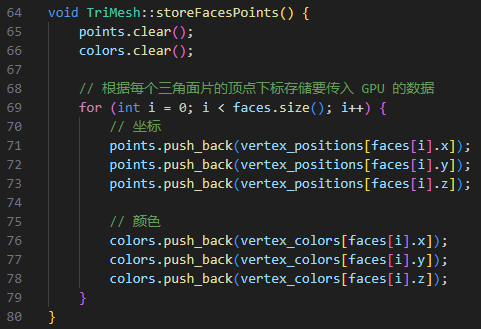 64 void TriMesh::storeFacesPoints() {
65     points.clear();
66     colors.clear();
67
68     // 根据每个三角面片的顶点下标存储要传入 GPU 的数据
69     for (int i = 0; i < faces.size(); i++) {
70         // 坐标
71         points.push_back(vertex_positions[faces[i].x]);
72         points.push_back(vertex_positions[faces[i].y]);
73         points.push_back(vertex_positions[faces[i].z]);
74
75         // 颜色
76         colors.push_back(vertex_colors[faces[i].x]);
77         colors.push_back(vertex_colors[faces[i].y]);
78         colors.push_back(vertex_colors[faces[i].z]);
79     }
80 }